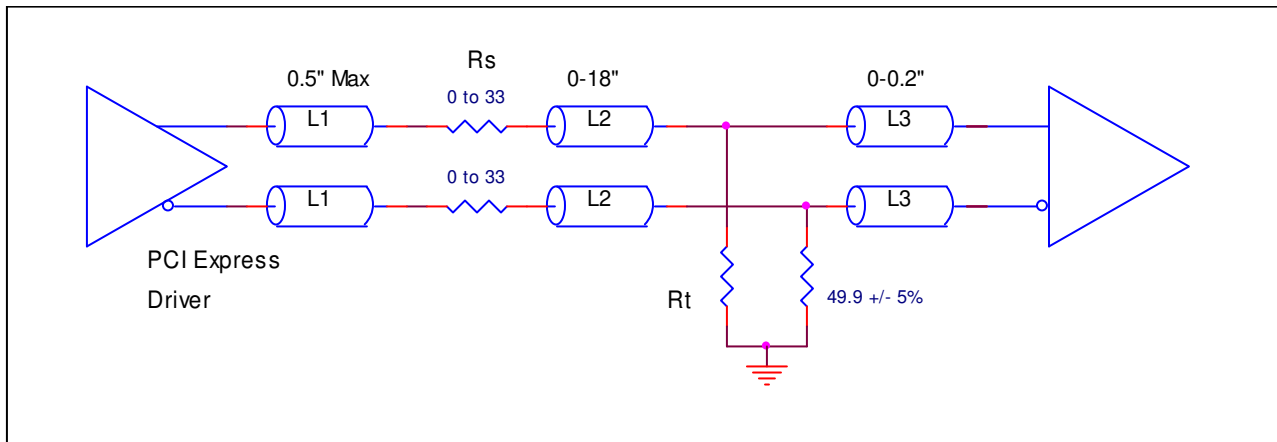 Rs
0.5" Max
0-18"
0-0.2"
0 to 33
L1
L2
L3
0 to 33
L1
L2
L3
PCI Express
Driver
Rt
49.9 +/- 5%